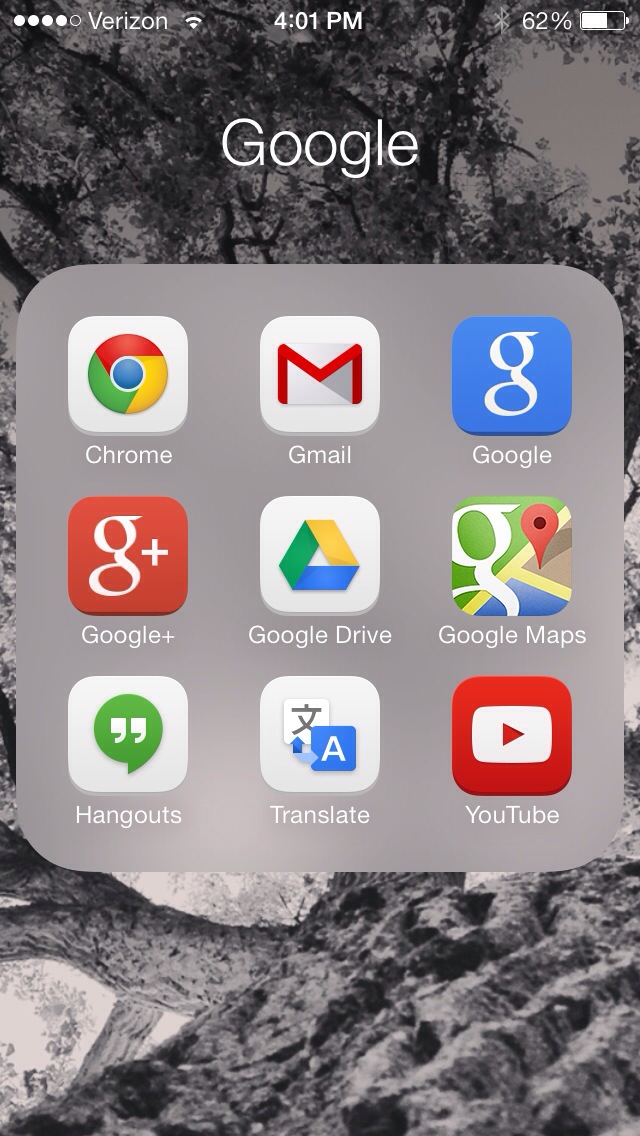 Verizon 4:01 PM 62%
Google
Chrome Gmail Google
Google+ Google Drive Google Maps
Hangouts Translate YouTube
g
g+
g
文
A